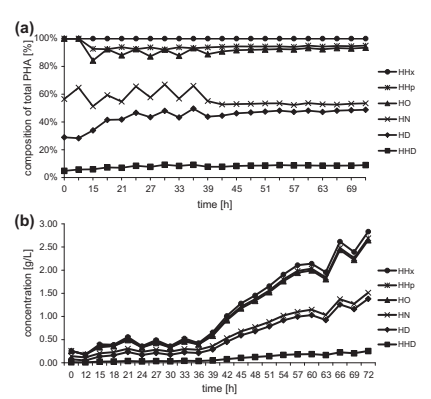 (a)
composition of total PHA [%]
100%
80%
60%
40%
20%
0%
0 9 15 21 27 33 39 45 51 57 63 69
time [h]
HHx
HHp
HO
HN
HD
HHD
(b)
concentration [g/L]
3.00
2.50
2.00
1.50
1.00
0.50
0.00
0 12 15 18 21 24 27 30 33 36 39 42 45 48 51 54 57 60 63 66 69 72
time [h]
HHx
HHp
HO
HN
HD
HHD